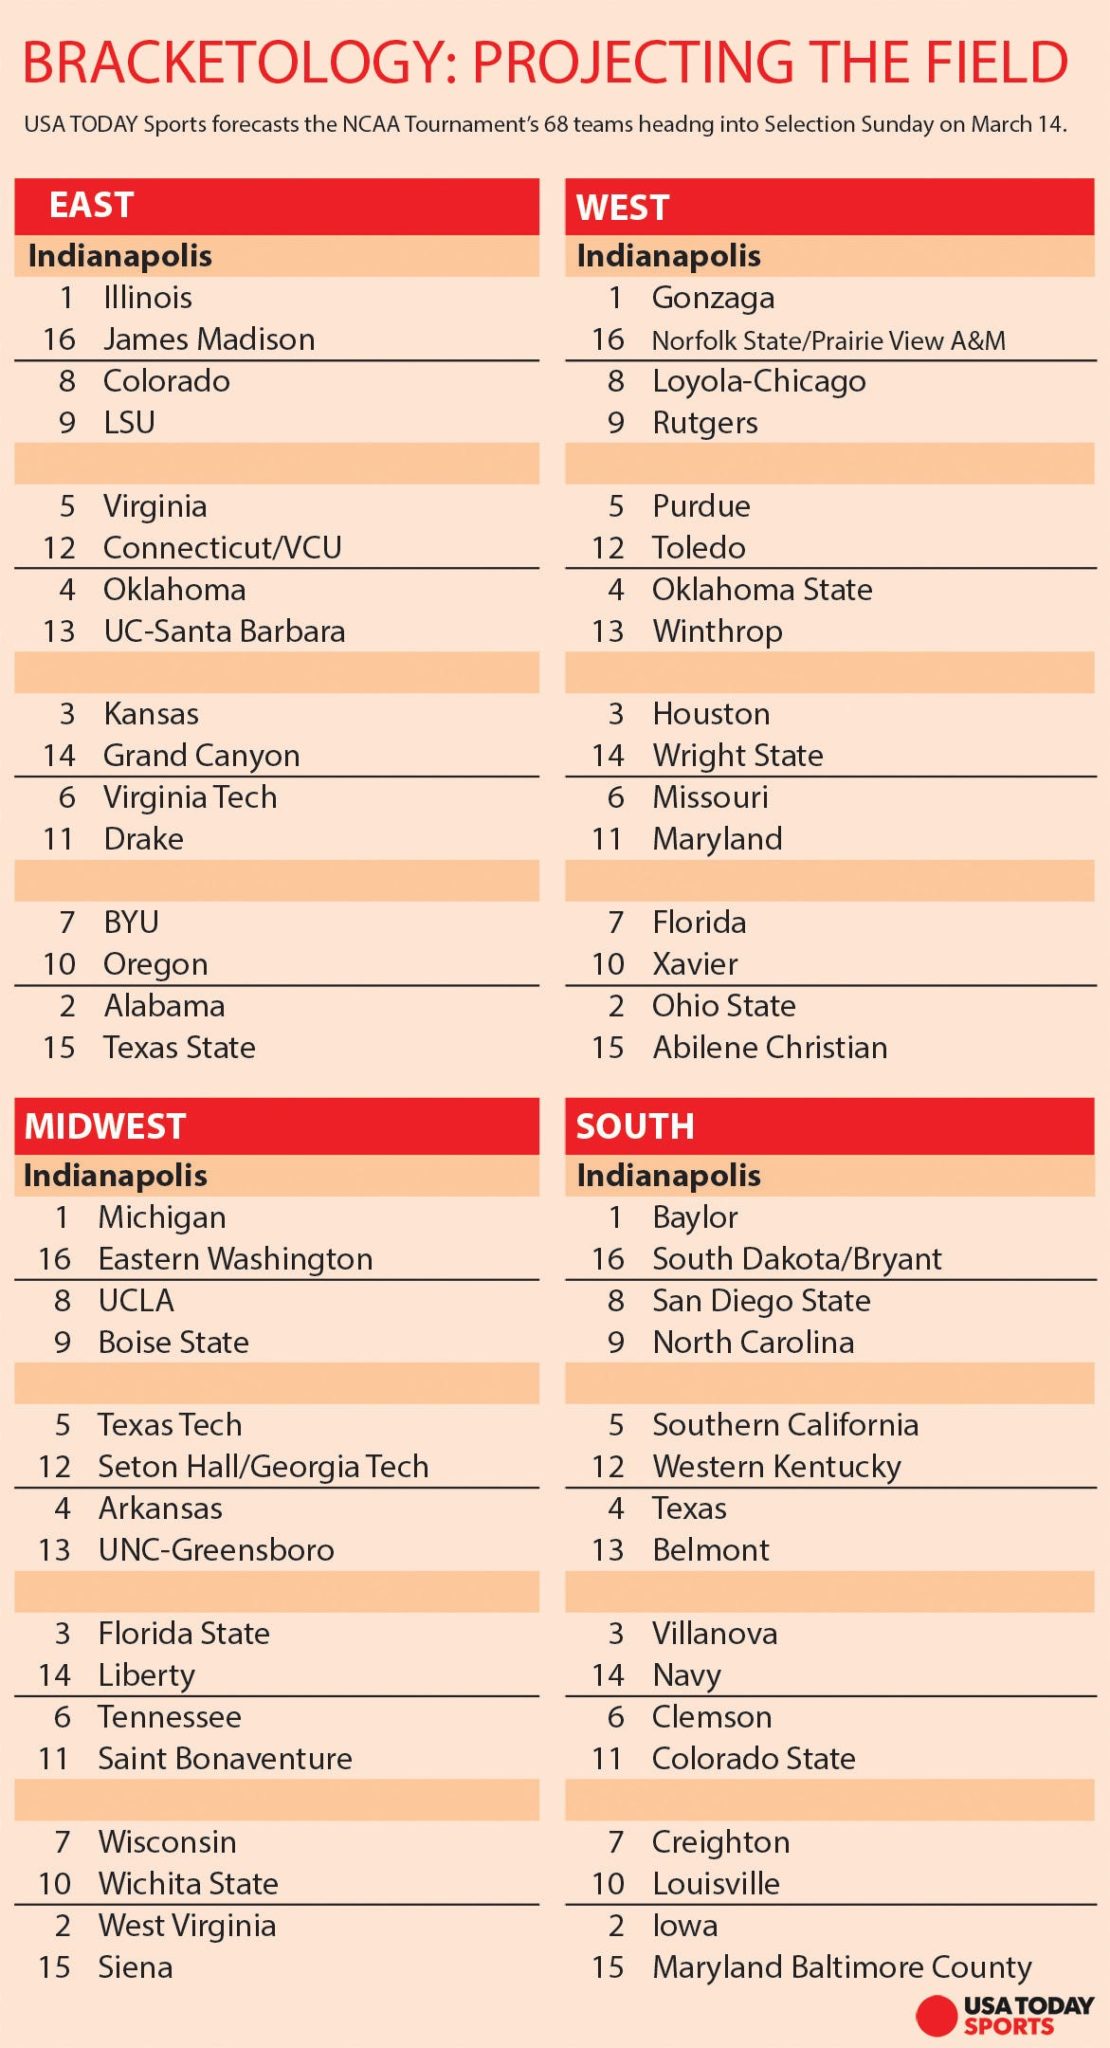 BRACKETOLOGY: PROJECTING THE FIELD
USA TODAY Sports forecasts the NCAA Tournament's 68 teams headng into Selection Sunday on March 14.
EAST
Indianapolis
1 Illinois
16 James Madison
8 Colorado
9 LSU
5 Virginia
12 Connecticut/VCU
4 Oklahoma
13 UC-Santa Barbara
3 Kansas
14 Grand Canyon
6 Virginia Tech
11 Drake
7 BYU
10 Oregon
2 Alabama
15 Texas State
WEST
Indianapolis
1 Gonzaga
16 Norfolk State/Prairie View A&M
8 Loyola-Chicago
9 Rutgers
5 Purdue
12 Toledo
4 Oklahoma State
13 Winthrop
3 Houston
14 Wright State
6 Missouri
11 Maryland
7 Florida
10 Xavier
2 Ohio State
15 Abilene Christian
MIDWEST
Indianapolis
1 Michigan
16 Eastern Washington
8 UCLA
9 Boise State
5 Texas Tech
12 Seton Hall/Georgia Tech
4 Arkansas
13 UNC-Greensboro
3 Florida State
14 Liberty
6 Tennessee
11 Saint Bonaventure
7 Wisconsin
10 Wichita State
2 West Virginia
15 Siena
SOUTH
Indianapolis
1 Baylor
16 South Dakota/Bryant
8 San Diego State
9 North Carolina
5 Southern California
12 Western Kentucky
4 Texas
13 Belmont
3 Villanova
14 Navy
6 Clemson
11 Colorado State
7 Creighton
10 Louisville
2 Iowa
15 Maryland Baltimore County
USA TODAY
SPORTS